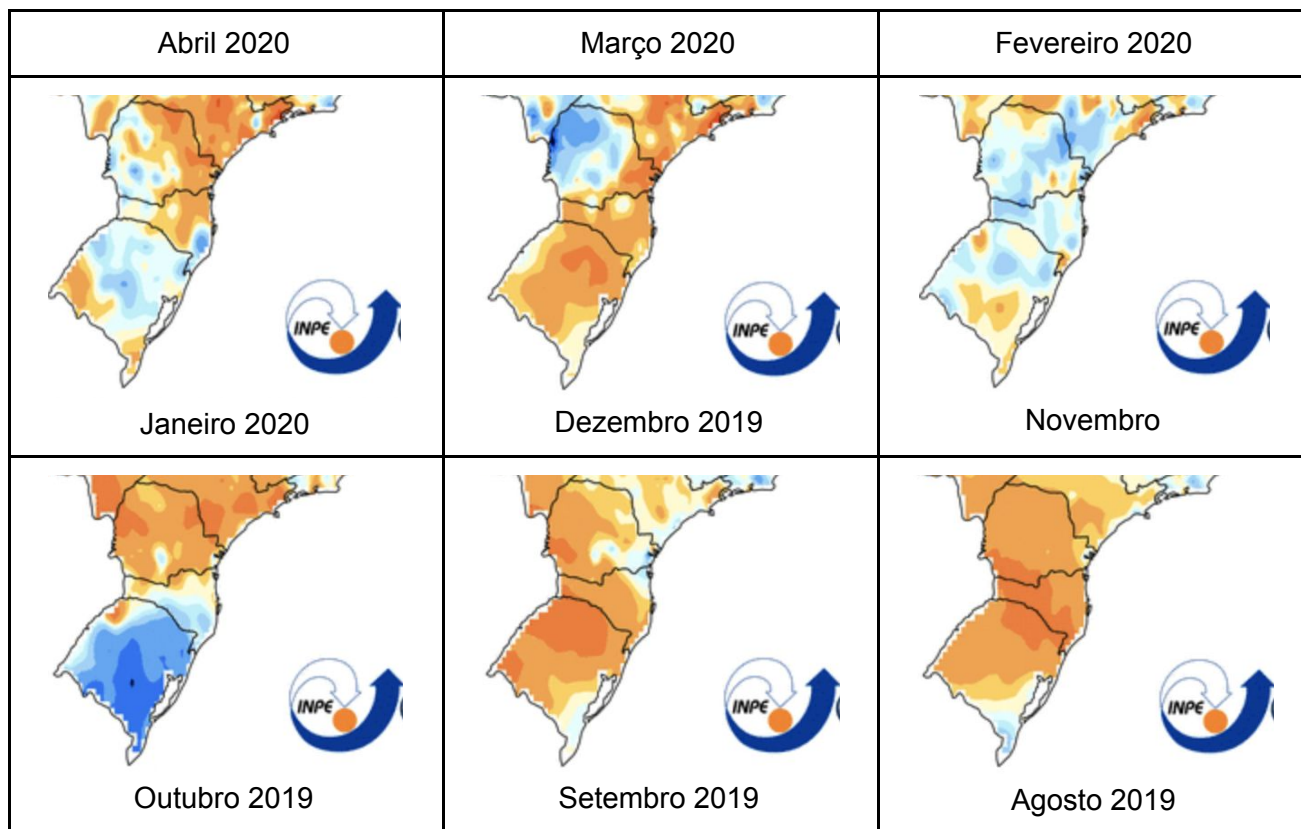 Abril 2020
Março 2020
Fevereiro 2020
INPE
INPE
INPE
Janeiro 2020
Dezembro 2019
Novembro
INPE
INPE
INPE
Outubro 2019
Setembro 2019
Agosto 2019